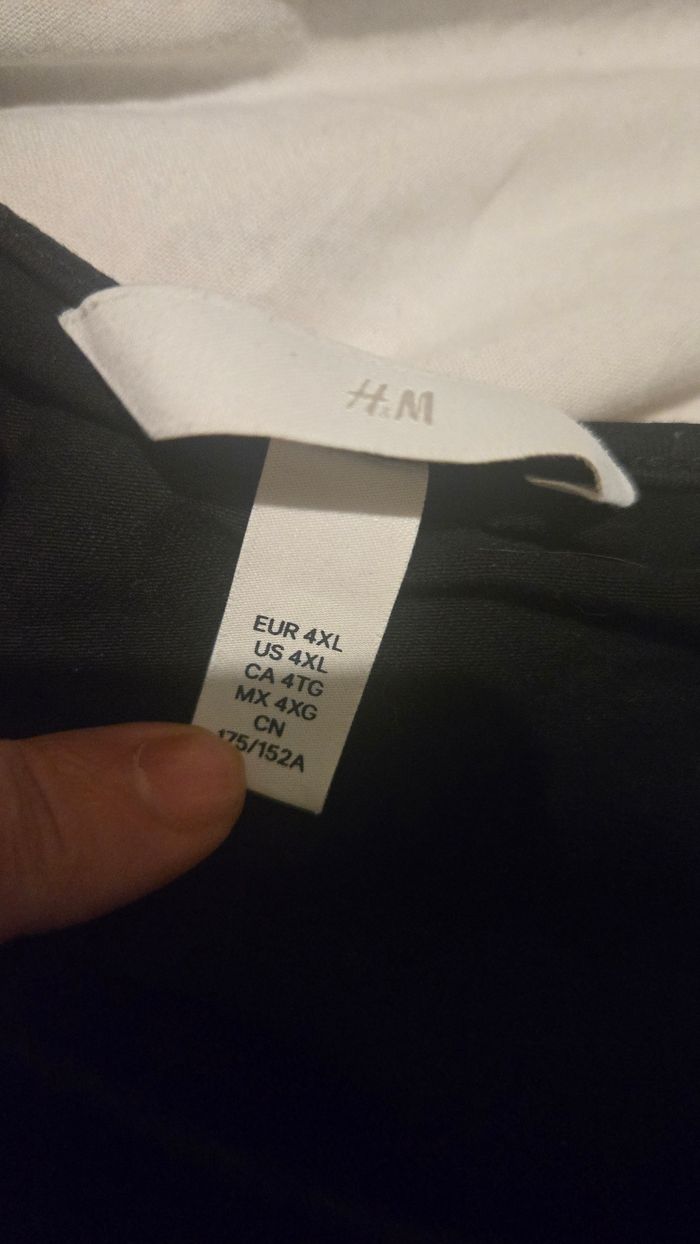 H&M
EUR 4XL
US 4XL
CA 4TG
MX 4XG
CN
175/152A